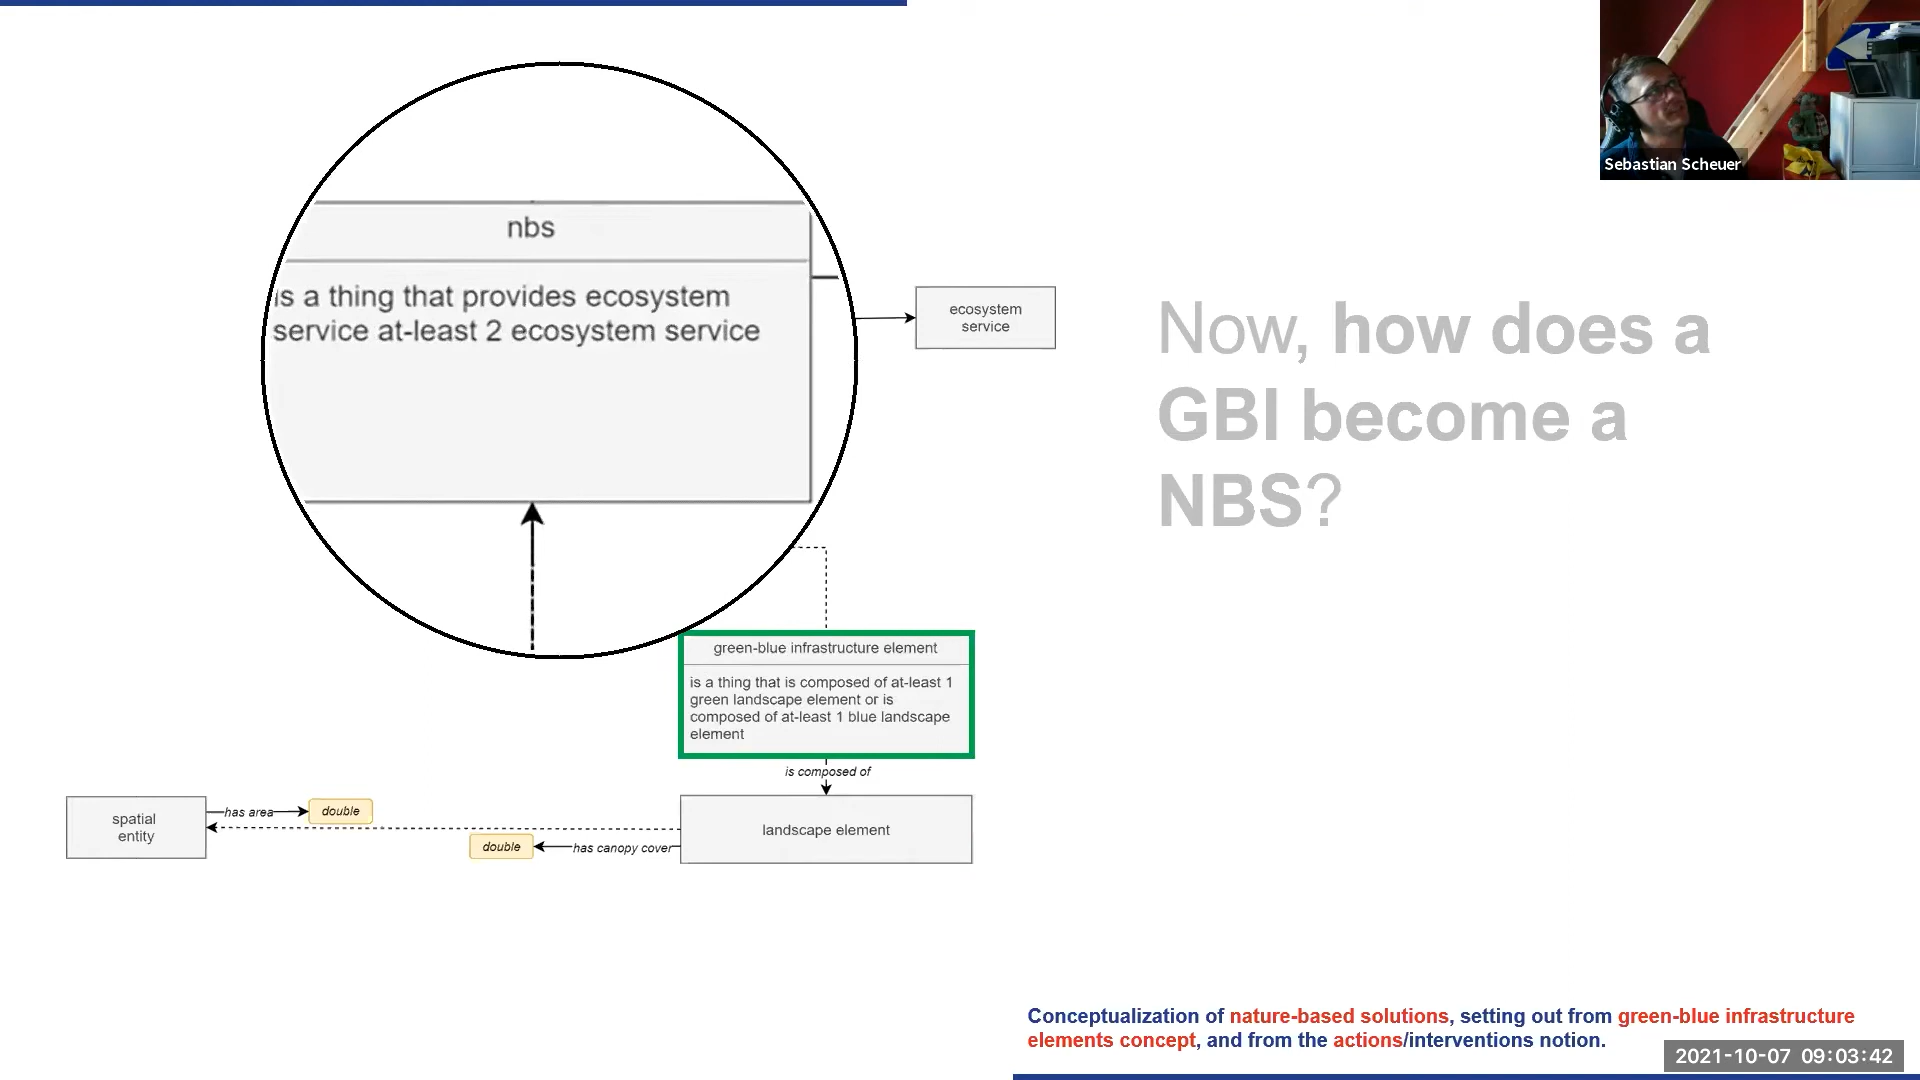 nbs
is a thing that provides ecosystem
service at-least 2 ecosystem service
ecosystem
service
Now, how does a
GBI become a
NBS?
green-blue infrastructure element
is a thing that is composed of at-least 1
green landscape element or is
composed of at-least 1 blue landscape
element
is composed of
landscape element
spatial
entity
has area
double
double
has canopy cover
Sebastian Scheuer
Conceptualization of nature-based solutions, setting out from green-blue infrastructure
elements concept, and from the actions/interventions notion.
2021-10-07 09:03:42